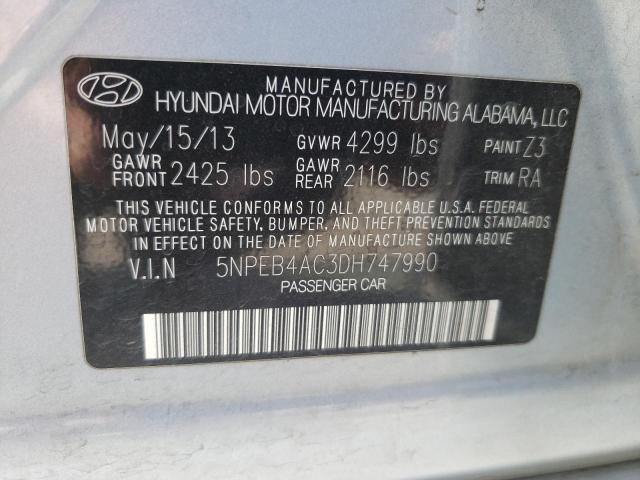 MANUFACTURED BY
HYUNDAI MOTOR MANUFACTURING ALABAMA, LLC
May/15/13 GVWR 4299 lbs PAINT Z3
GAWR FRONT 2425 lbs GAWR REAR 2116 lbs TRIM RA
THIS VEHICLE CONFORMS TO ALL APPLICABLE U.S.A. FEDERAL
MOTOR VEHICLE SAFETY, BUMPER, AND THEFT PREVENTION STANDARDS
IN EFFECT ON THE DATE OF MANUFACTURE SHOWN ABOVE.
V.I.N 5NPEB4AC3DH747990
PASSENGER CAR